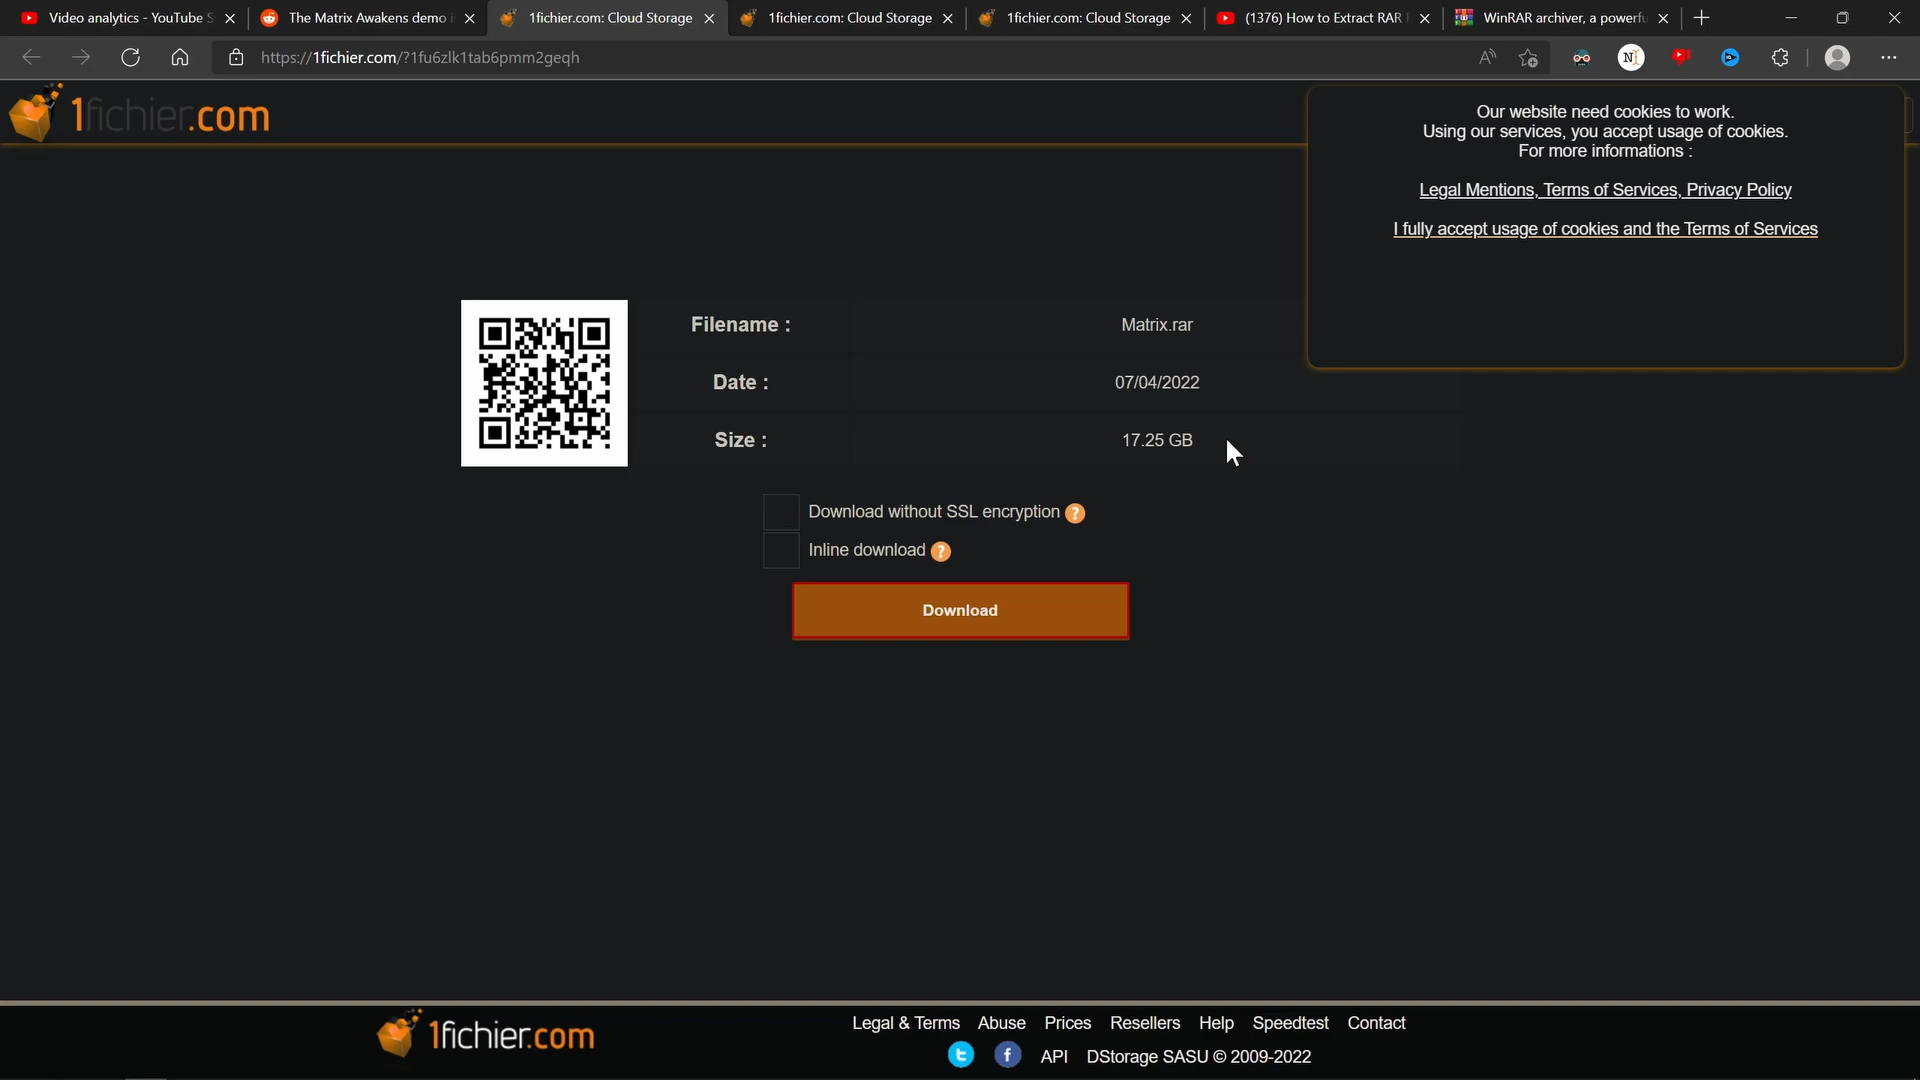 Video analytics - YouTube S
The Matrix Awakens demo i
1fichier.com: Cloud Storage
1fichier.com: Cloud Storage
1fichier.com: Cloud Storage
(1376) How to Extract RAR F
WinRAR archiver, a powerfu
https://1fichier.com/?1fu6zlk1tab6pmm2geqh
1fichier.com
Our website need cookies to work.
Using our services, you accept usage of cookies.
For more informations :
Legal Mentions, Terms of Services, Privacy Policy
I fully accept usage of cookies and the Terms of Services
Filename : Matrix.rar
Date : 07/04/2022
Size : 17.25 GB
Download without SSL encryption ?
Inline download ?
Download
1fichier.com
Legal & Terms Abuse Prices Resellers Help Speedtest Contact
API DStorage SASU © 2009-2022